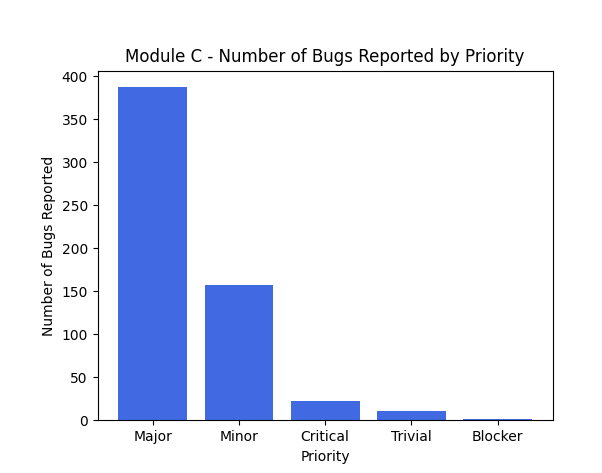 Module C - Number of Bugs Reported by Priority
Number of Bugs Reported
400
350
300
250
200
150
100
50
0
Major Minor Critical Trivial Blocker
Priority